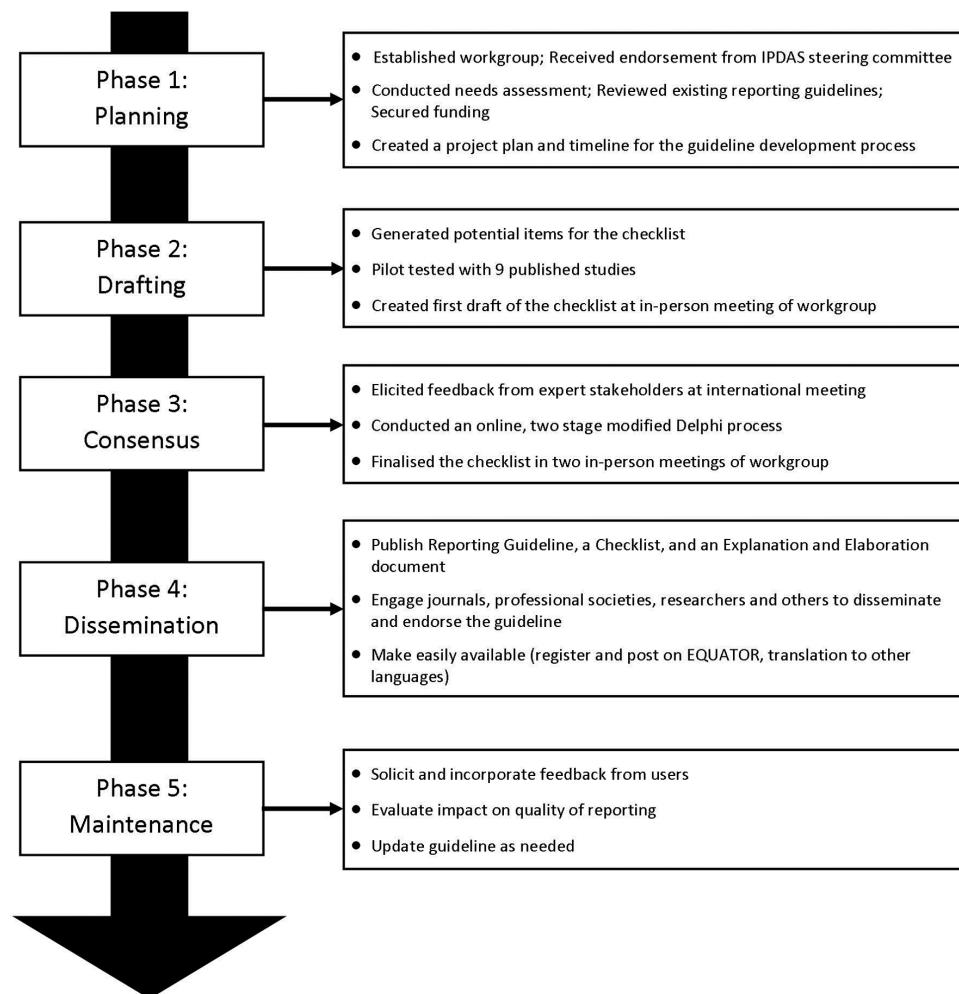 Phase 1:
Planning
● Established workgroup; Received endorsement from IPDAS steering committee
● Conducted needs assessment; Reviewed existing reporting guidelines;
Secured funding
● Created a project plan and timeline for the guideline development process
Phase 2:
Drafting
● Generated potential items for the checklist
● Pilot tested with 9 published studies
● Created first draft of the checklist at in-person meeting of workgroup
Phase 3:
Consensus
● Elicited feedback from expert stakeholders at international meeting
● Conducted an online, two stage modified Delphi process
● Finalised the checklist in two in-person meetings of workgroup
Phase 4:
Dissemination
● Publish Reporting Guideline, a Checklist, and an Explanation and Elaboration
document
● Engage journals, professional societies, researchers and others to disseminate
and endorse the guideline
● Make easily available (register and post on EQUATOR, translation to other
languages)
Phase 5:
Maintenance
● Solicit and incorporate feedback from users
● Evaluate impact on quality of reporting
● Update guideline as needed